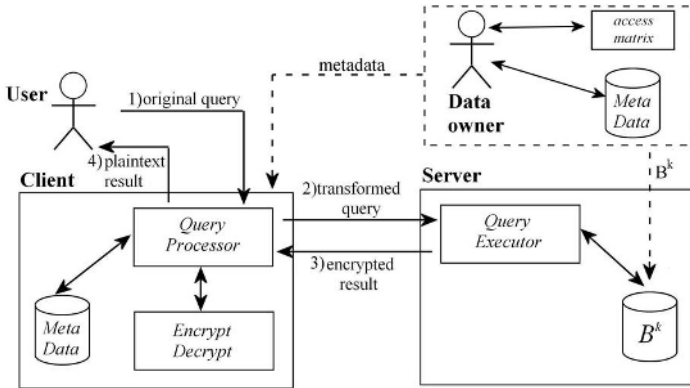 access
matrix
metadata
User
1)original query
Data
owner
Meta
Data
4)plaintext
result
B^k
Client
2)transformed
query
Server
Query
Processor
Query
Executor
3)encrypted
result
Meta
Data
Encrypt
Decrypt
B^k